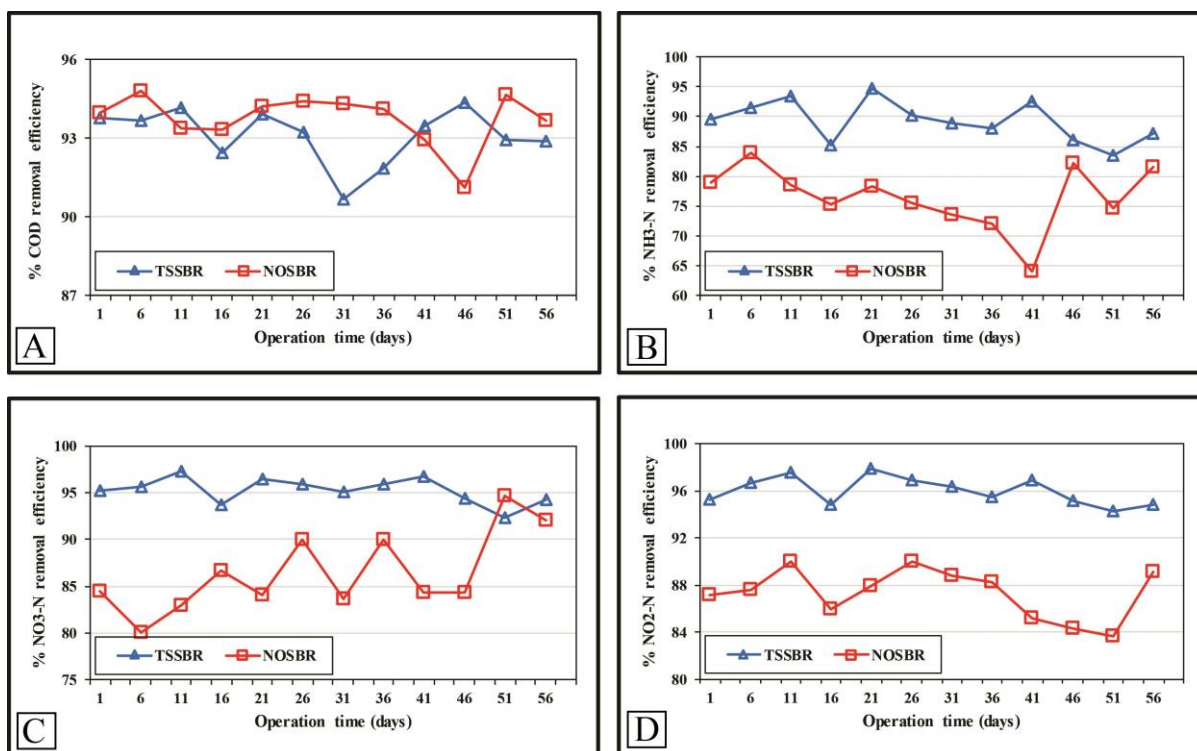 % COD removal efficiency
96
93
90
87
TSSBR NOSBR
1 6 11 16 21 26 31 36 41 46 51 56
Operation time (days)
A
% NH3-N removal efficiency
100
95
90
85
80
75
70
65
60
TSSBR NOSBR
1 6 11 16 21 26 31 36 41 46 51 56
Operation time (days)
B
% NO3-N removal efficiency
100
95
90
85
80
75
TSSBR NOSBR
1 6 11 16 21 26 31 36 41 46 51 56
Operation time (days)
C
% NO2-N removal efficiency
100
96
92
88
84
80
TSSBR NOSBR
1 6 11 16 21 26 31 36 41 46 51 56
Operation time (days)
D